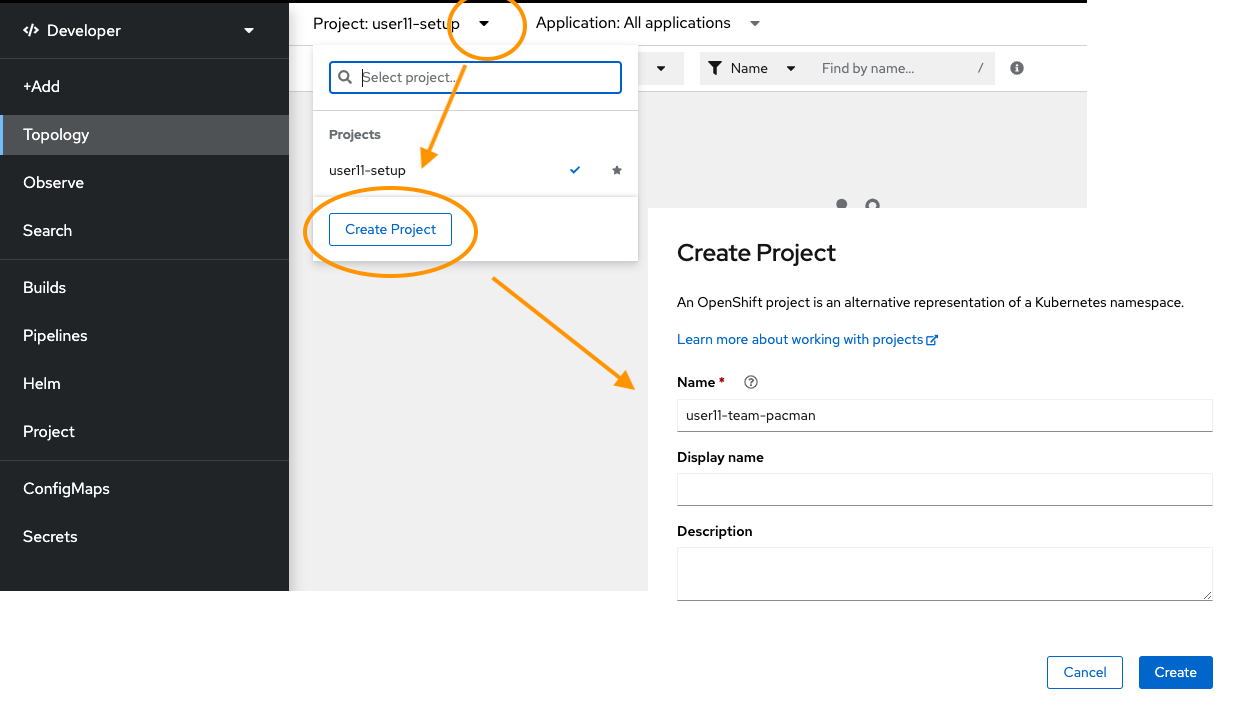 Developer
+Add
Topology
Observe
Search
Builds
Pipelines
Helm
Project
ConfigMaps
Secrets
Project: user11-setup
Application: All applications
Select project...
Name
Find by name...
/
Projects
user11-setup
Create Project
Create Project
An OpenShift project is an alternative representation of a Kubernetes namespace.
Learn more about working with projects
Name *
user11-team-pacman
Display name
Description
Cancel
Create